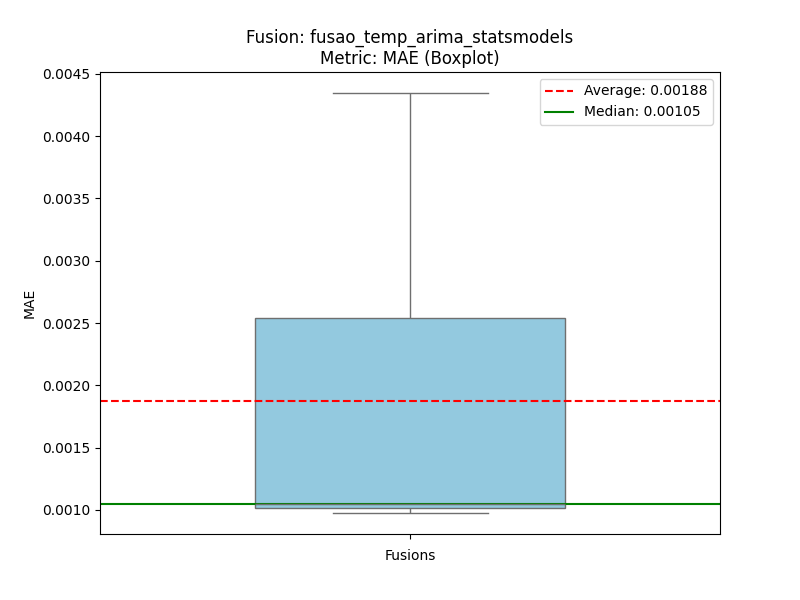 Fusion: fusao_temp_arima_statsmodels
Metric: MAE (Boxplot)
Average: 0.00188
Median: 0.00105
0.0045
0.0040
0.0035
0.0030
0.0025
0.0020
0.0015
0.0010
MAE
Fusions